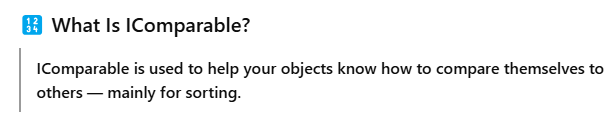 🔢 What Is IComparable?
IComparable is used to help your objects know how to compare themselves to
others — mainly for sorting.